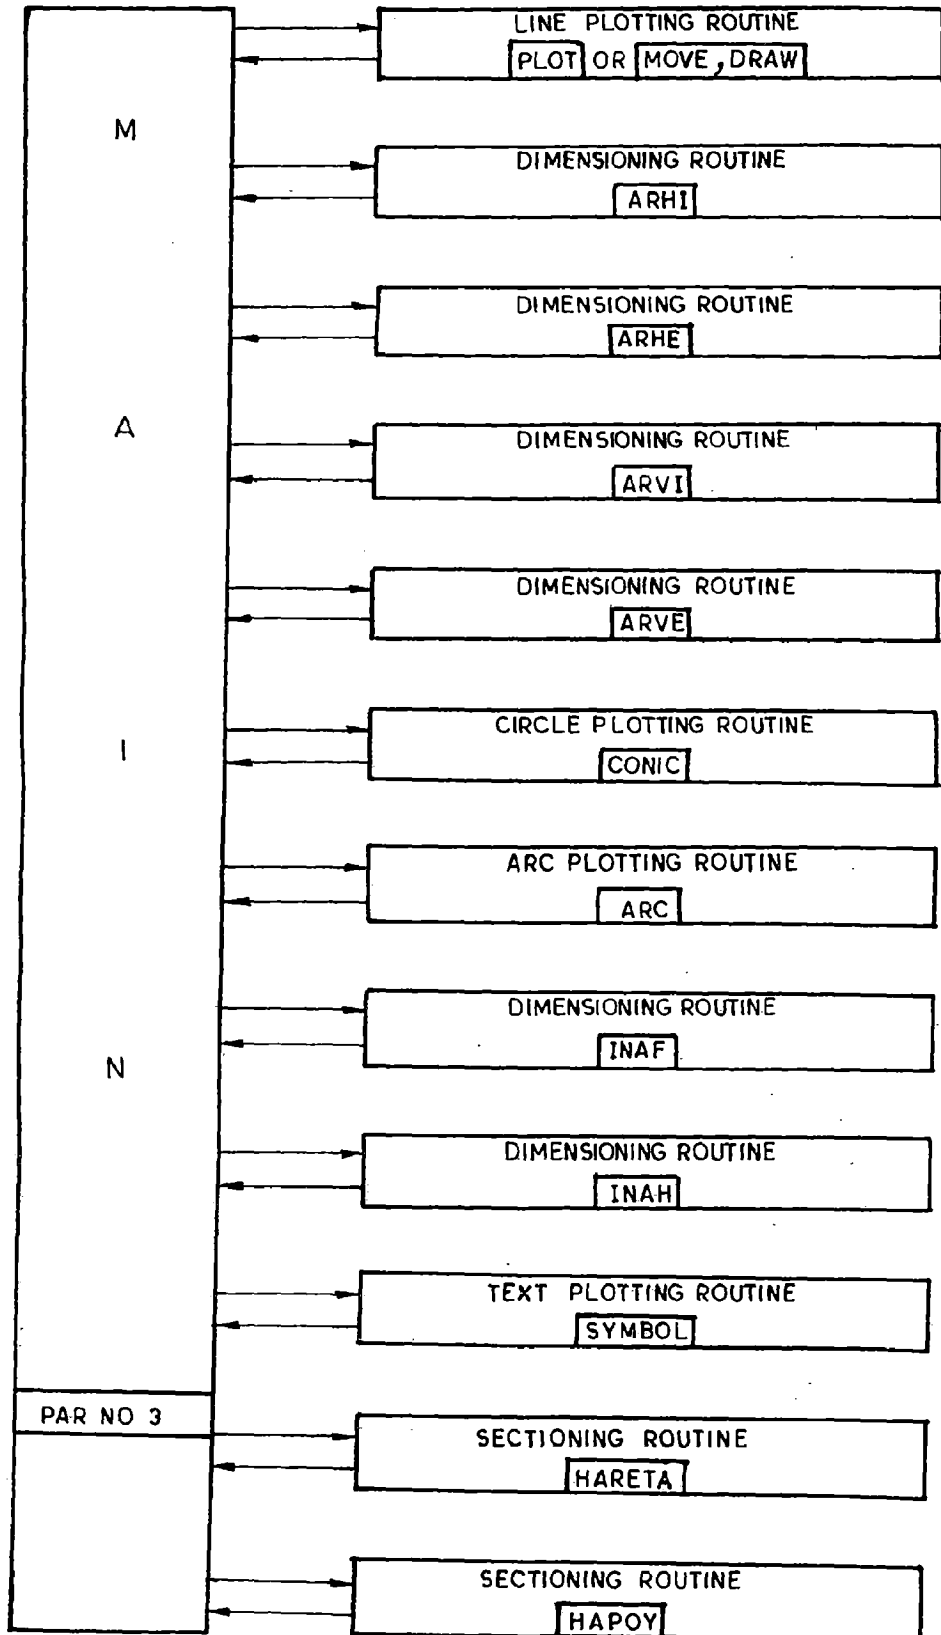 LINE PLOTTING ROUTINE
PLOT OR MOVE, DRAW
M
DIMENSIONING ROUTINE
ARHI
DIMENSIONING ROUTINE
ARHE
A
DIMENSIONING ROUTINE
ARVI
DIMENSIONING ROUTINE
ARVE
I
CIRCLE PLOTTING ROUTINE
CONIC
ARC PLOTTING ROUTINE
ARC
N
DIMENSIONING ROUTINE
INAF
DIMENSIONING ROUTINE
INAH
TEXT PLOTTING ROUTINE
SYMBOL
PAR NO 3
SECTIONING ROUTINE
HARETA
SECTIONING ROUTINE
HAPOY